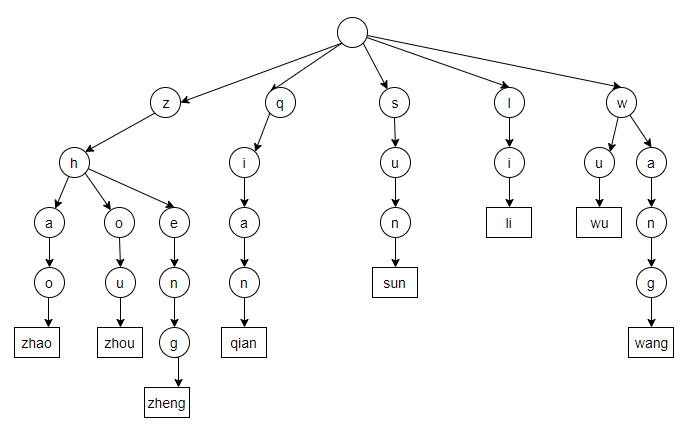 z q s l w
h i u i u a
a o e a n li wu n
o u n n sun g
zhao zhou g qian wang
zheng